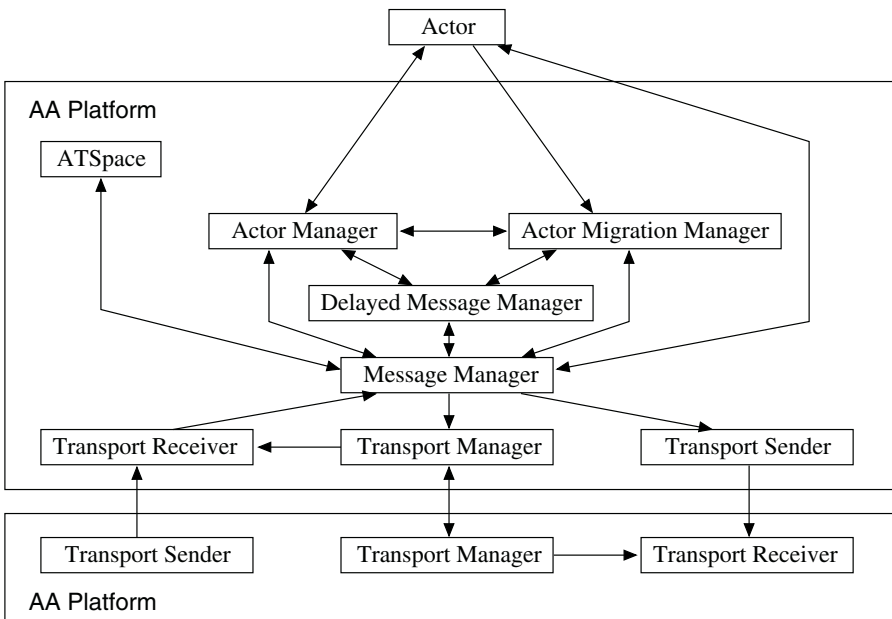 Actor
AA Platform
ATSpace
Actor Manager
Actor Migration Manager
Delayed Message Manager
Message Manager
Transport Receiver
Transport Manager
Transport Sender
Transport Sender
Transport Manager
Transport Receiver
AA Platform